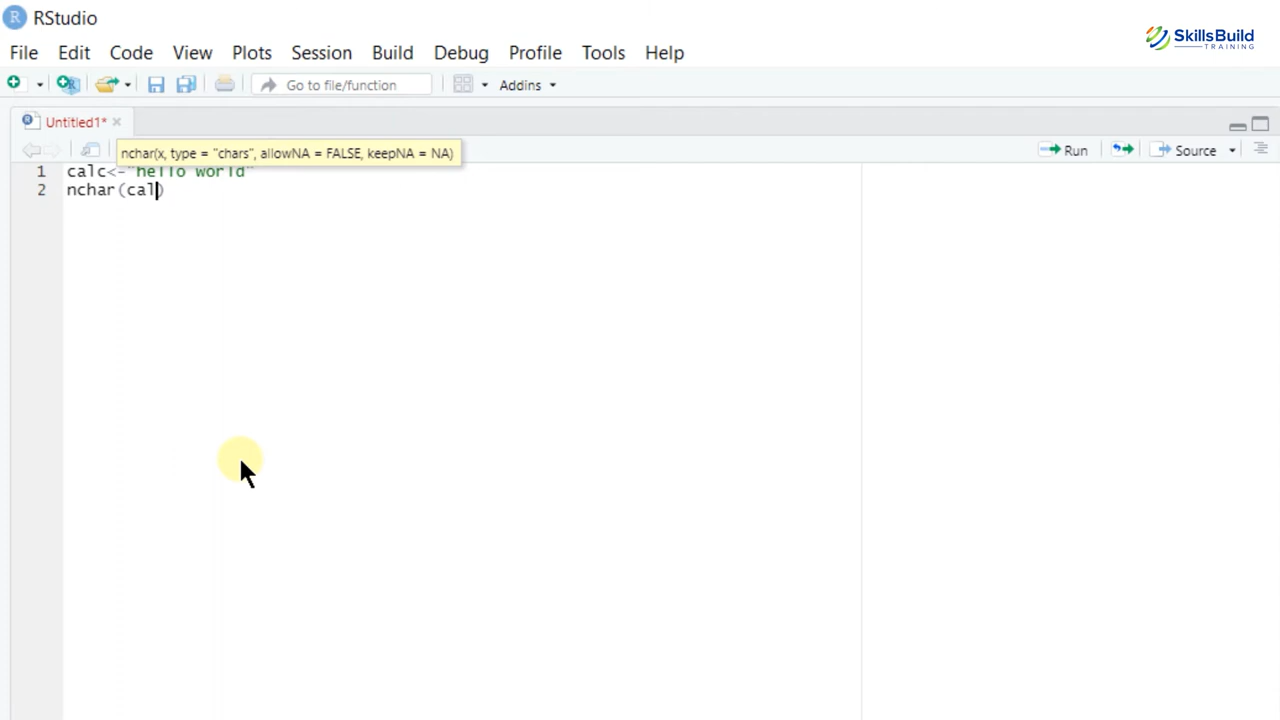 RStudio
SkillsBuild
TRAINING
File Edit Code View Plots Session Build Debug Profile Tools Help
Go to file/function Addins
Untitled1*
nchar(x, type = "chars", allowNA = FALSE, keepNA = NA) Run Source
1 calc<-"hello world"
2 nchar(cal)